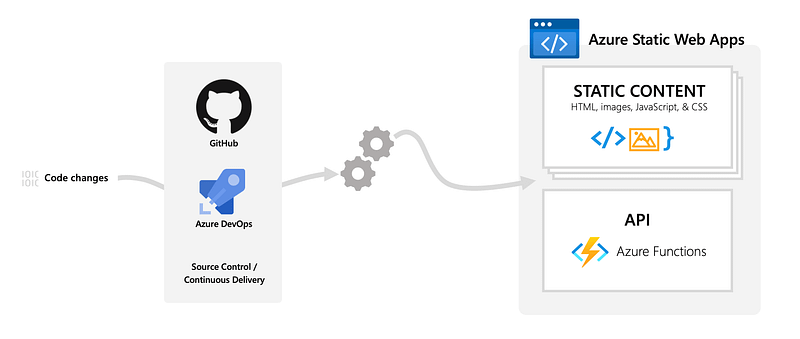 Code changes
GitHub
Azure DevOps
Source Control /
Continuous Delivery
Azure Static Web Apps
STATIC CONTENT
HTML, images, JavaScript, & CSS
API
Azure Functions